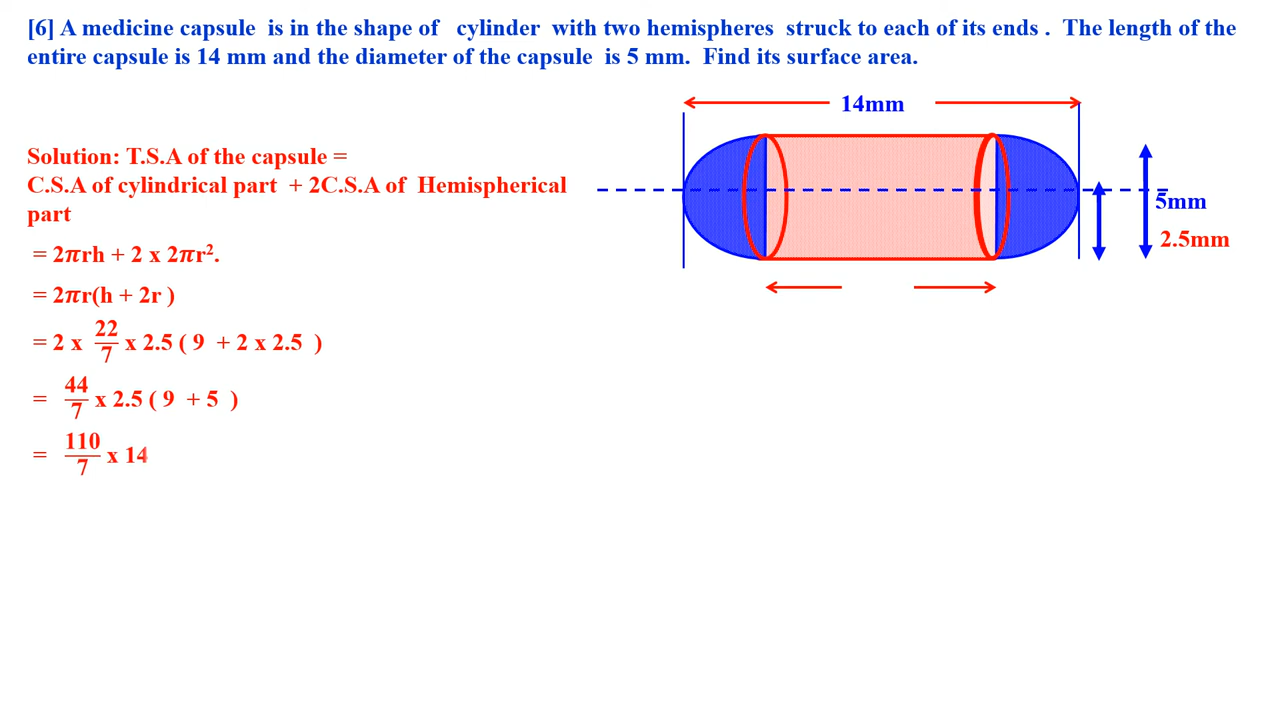 [6] A medicine capsule is in the shape of cylinder with two hemispheres struck to each of its ends . The length of the
entire capsule is 14 mm and the diameter of the capsule is 5 mm. Find its surface area.
14mm
Solution: T.S.A of the capsule =
C.S.A of cylindrical part + 2C.S.A of Hemispherical
part
5mm
2.5mm
= 2πrh + 2 x 2πr².
= 2πr(h + 2r )
= 2 x 22/7 x 2.5 ( 9 + 2 x 2.5 )
= 44/7 x 2.5 ( 9 + 5 )
= 110/7 x 14